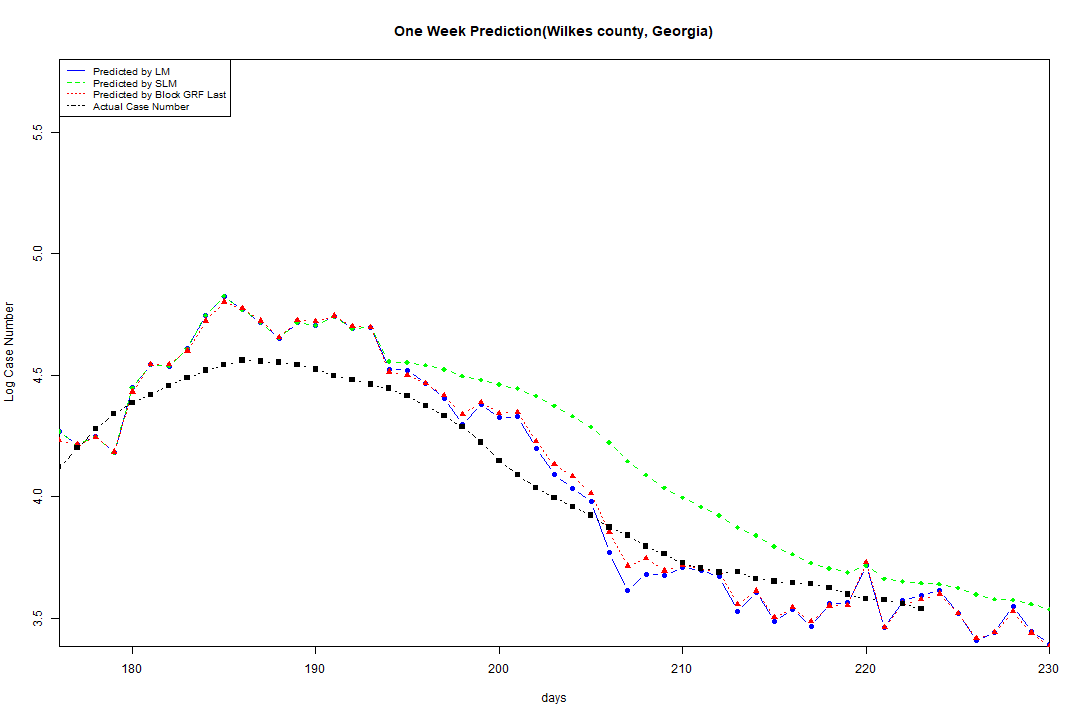 One Week Prediction(Wilkes county, Georgia)
Predicted by LM
Predicted by SLM
Predicted by Block GRF Last
Actual Case Number
5.5
5.0
4.5
4.0
3.5
Log Case Number
180 190 200 210 220 230
days